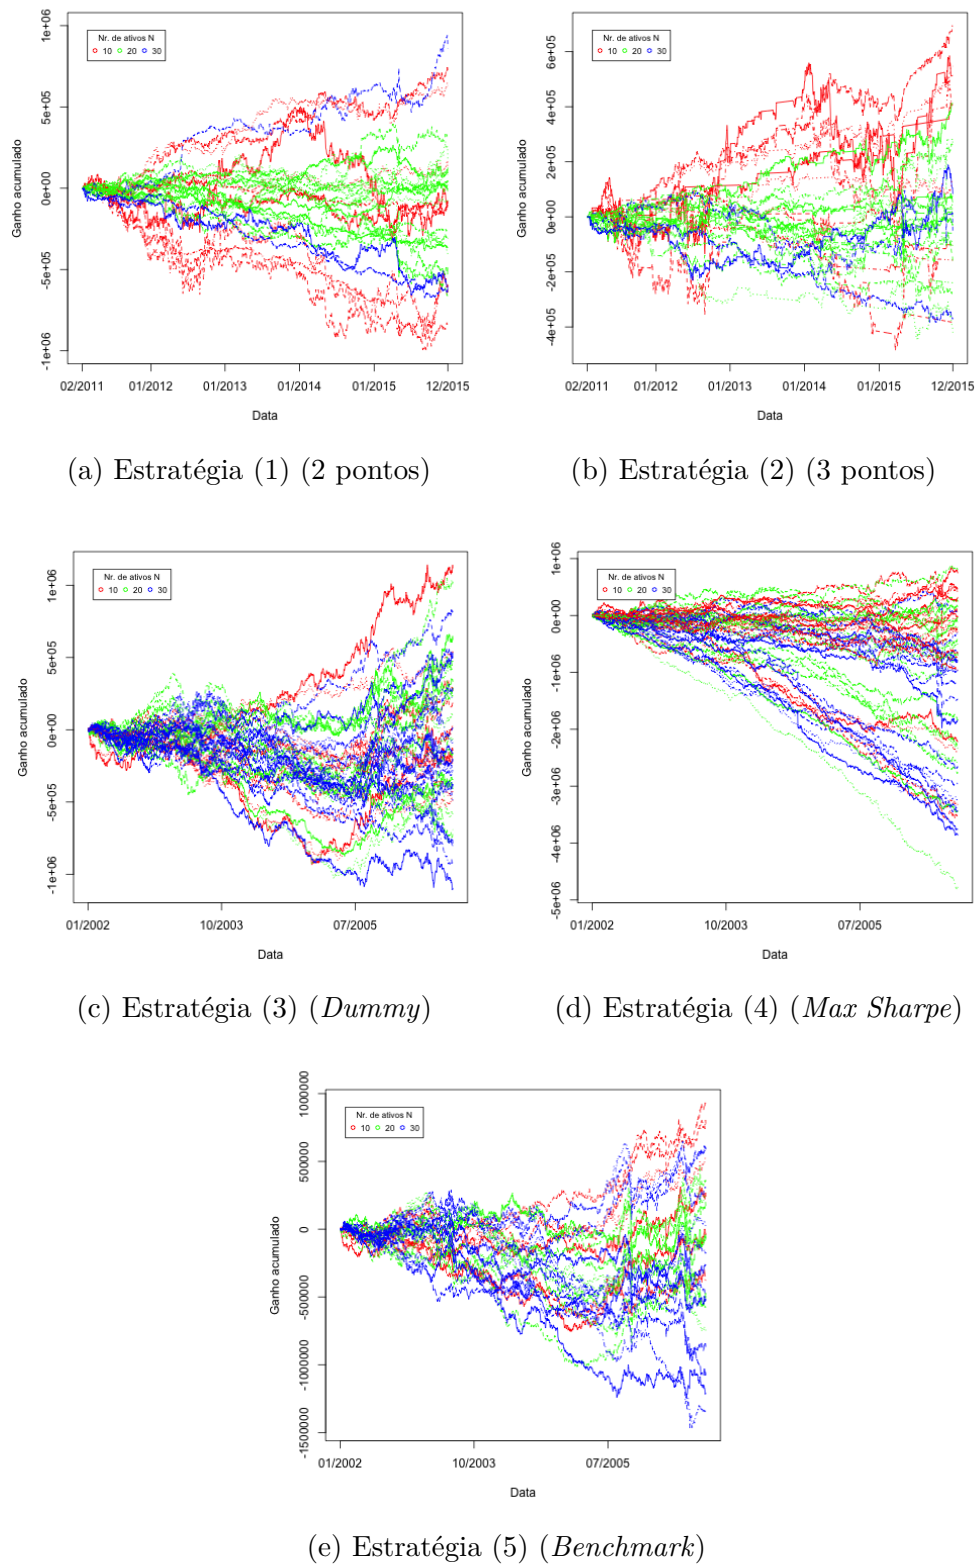 Nr. de ativos N
10 20 30
Ganho acumulado
1e+06
5e+05
0e+00
-5e+05
-1e+06
02/2011 01/2012 01/2013 01/2014 01/2015 12/2015
Data
(a) Estratégia (1) (2 pontos)
Nr. de ativos N
10 20 30
Ganho acumulado
6e+05
4e+05
2e+05
0e+00
-2e+05
-4e+05
02/2011 01/2012 01/2013 01/2014 01/2015 12/2015
Data
(b) Estratégia (2) (3 pontos)
Nr. de ativos N
10 20 30
Ganho acumulado
1e+06
5e+05
0e+00
-5e+05
-1e+06
01/2002 10/2003 07/2005
Data
(c) Estratégia (3) (Dummy)
Nr. de ativos N
10 20 30
Ganho acumulado
1e+06
0e+00
-1e+06
-2e+06
-3e+06
-4e+06
-5e+06
01/2002 10/2003 07/2005
Data
(d) Estratégia (4) (Max Sharpe)
Nr. de ativos N
10 20 30
Ganho acumulado
1000000
500000
0
-500000
-1000000
-1500000
01/2002 10/2003 07/2005
Data
(e) Estratégia (5) (Benchmark)